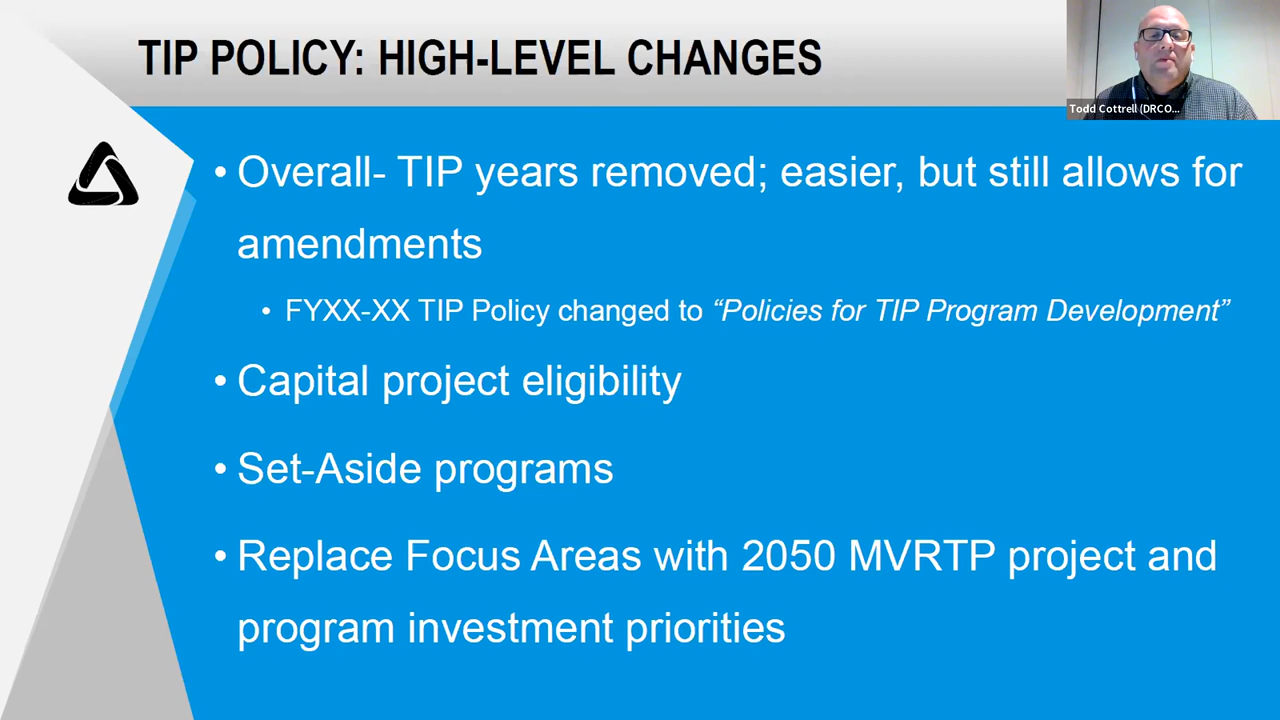 TIP POLICY: HIGH-LEVEL CHANGES
Todd Cottrell (DRCO...
• Overall- TIP years removed; easier, but still allows for
amendments
• FYXX-XX TIP Policy changed to “Policies for TIP Program Development”
• Capital project eligibility
• Set-Aside programs
• Replace Focus Areas with 2050 MVRTP project and
program investment priorities